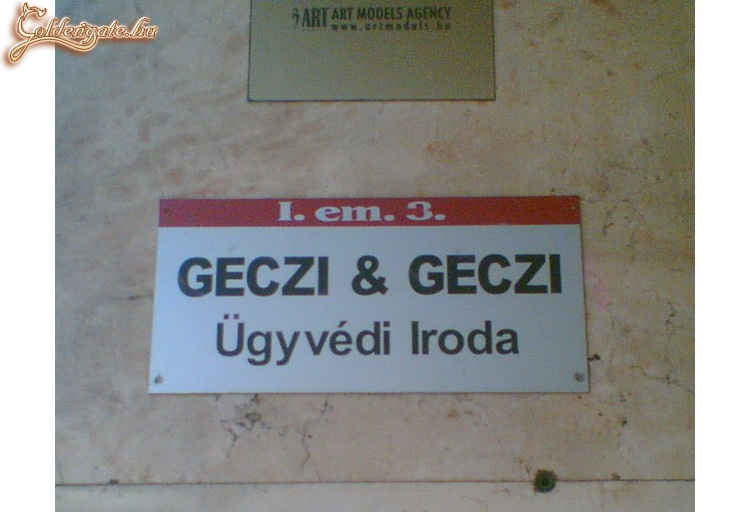 Goldengate.hu
ART ART MODELS AGENCY
www.artmodels.hu
I. em. 3.
GECZI & GECZI
Ügyvédi Iroda